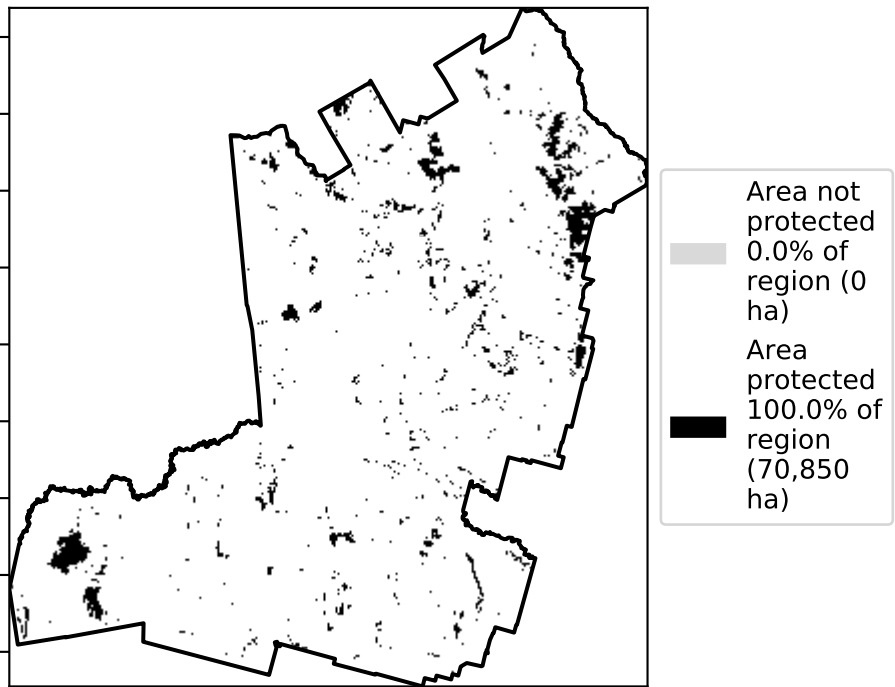 Area not
protected
0.0% of
region (0
ha)
Area
protected
100.0% of
region
(70,850
ha)